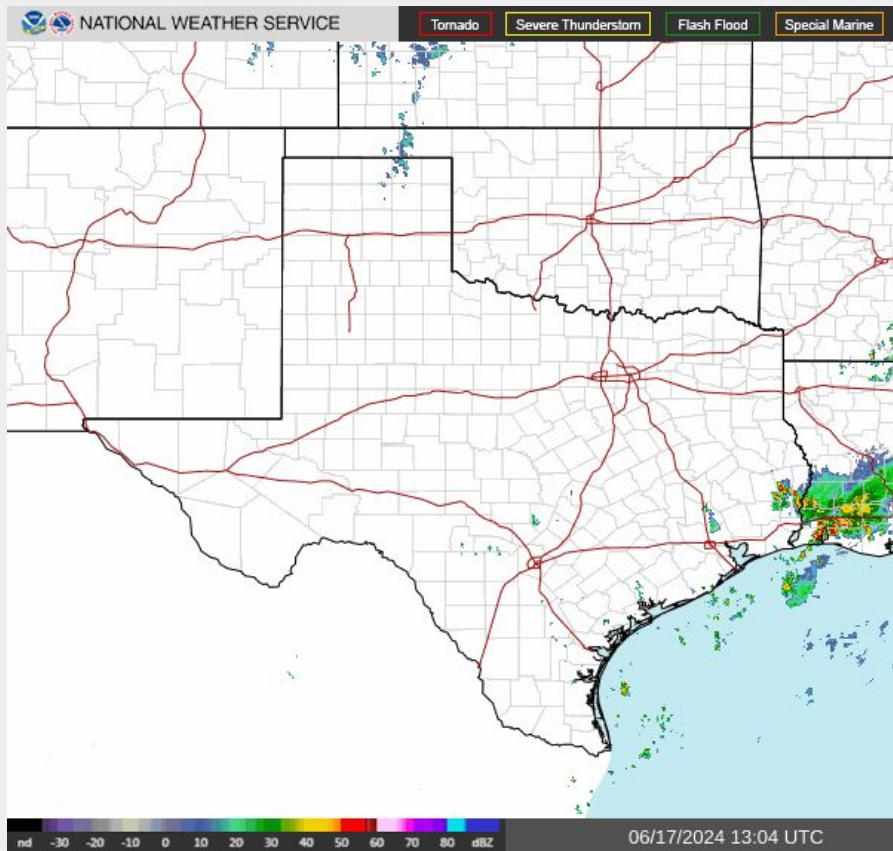 NATIONAL WEATHER SERVICE
Tornado Severe Thunderstorm Flash Flood Special Marine
nd -30 -20 -10 0 10 20 30 40 50 60 70 80 dBZ
06/17/2024 13:04 UTC